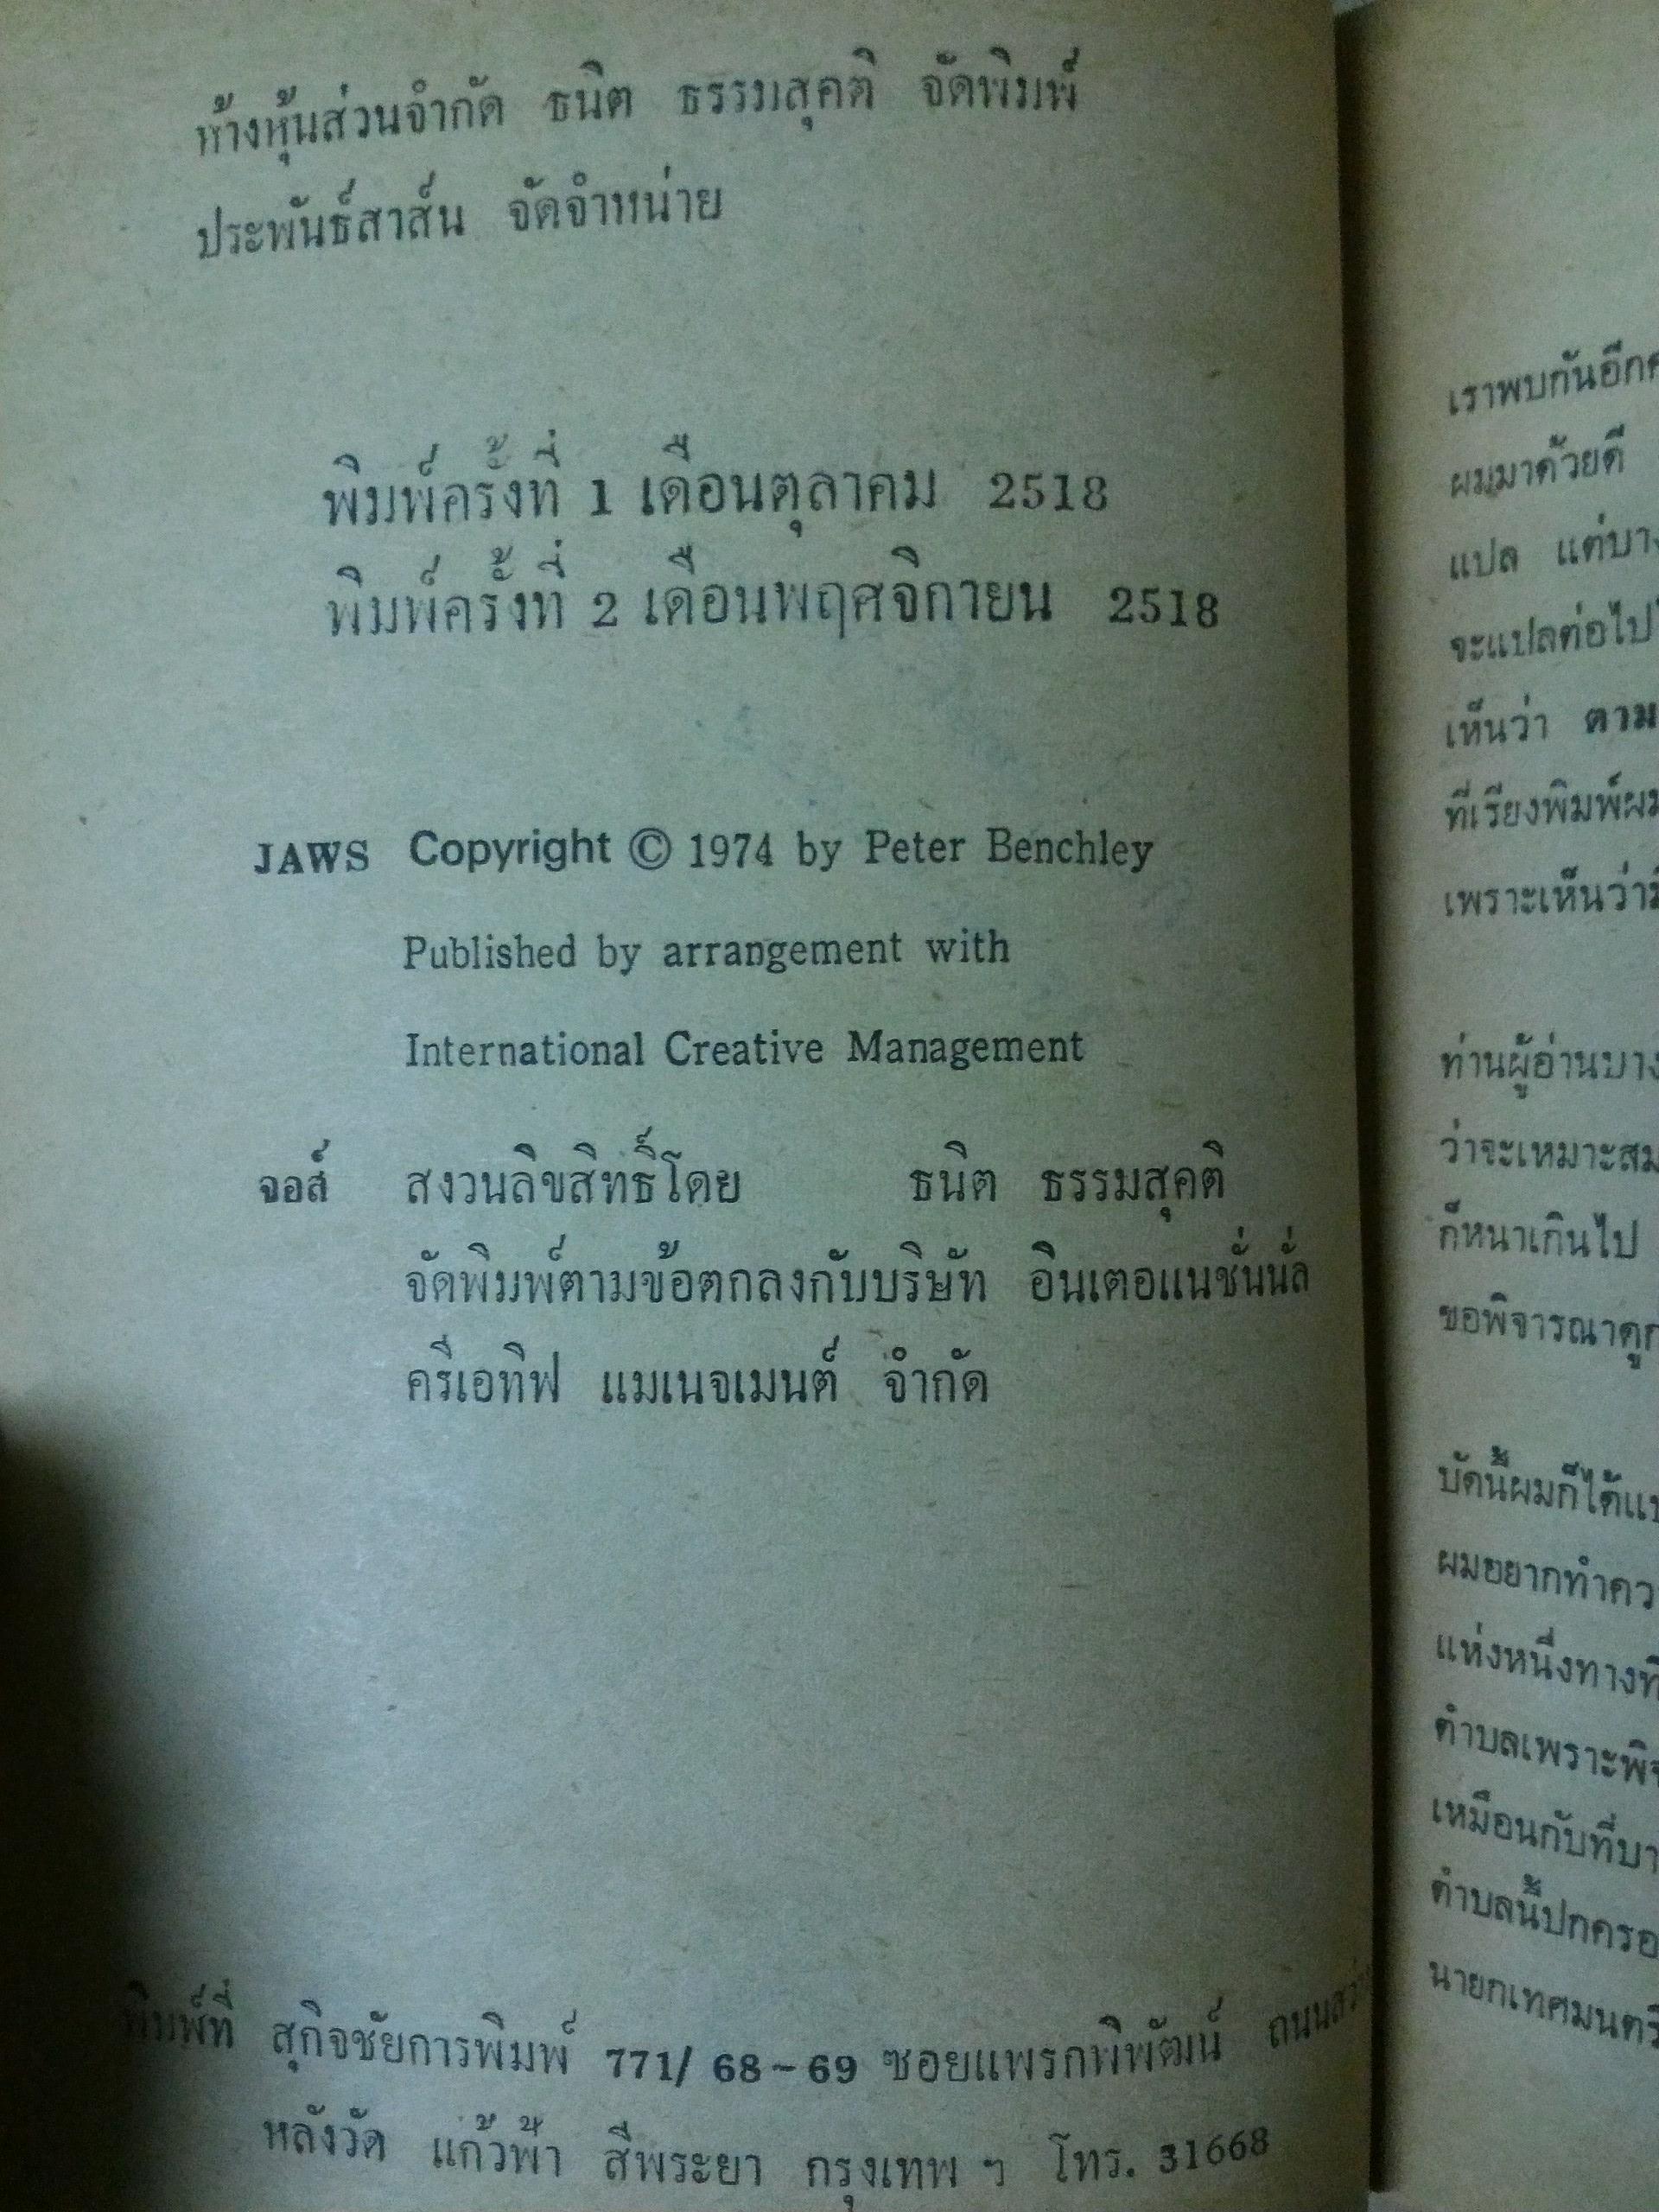 ห้างหุ้นส่วนจำกัด ธนิต ธรรมสุคติ จัดพิมพ์
ประพันธ์สาส์น จัดจำหน่าย
พิมพ์ครั้งที่ 1 เดือนตุลาคม 2518
พิมพ์ครั้งที่ 2 เดือนพฤศจิกายน 2518
JAWS Copyright © 1974 by Peter Benchley
Published by arrangement with
International Creative Management
จอส์ สงวนลิขสิทธิ์โดย ธนิต ธรรมสุคติ
จัดพิมพ์ตามข้อตกลงกับบริษัท อินเตอแนชั่นนั่ล
ครีเอทิฟ แมเนจเมนต์ จำกัด
พิมพ์ที่ สุกิจชัยการพิมพ์ 771/ 68-69 ซอยแพรกพิพัฒน์ ถนนสว่
หลังวัด แก้วฟ้า สี่พระยา กรุงเทพ ฯ โทร. 31668
เราพบกันอีก
ผมมาด้วยดี
แปล แต่บาง
จะแปลต่อไป
เห็นว่า ตาม
ที่เรียงพิมพ์ผม
เพราะเห็นว่า
ท่านผู้อ่านบาง
ว่าจะเหมาะสม
ก็หนาเกินไป
ขอพิจารณาดู
บัดนี้ผมก็ได้แ
ผมอยากทำคว
แห่งหนึ่งทาง
ตำบลเพราะ
เหมือนกับที่บา
ตำบลนี้ปกครอ
นายกเทศมนตรี